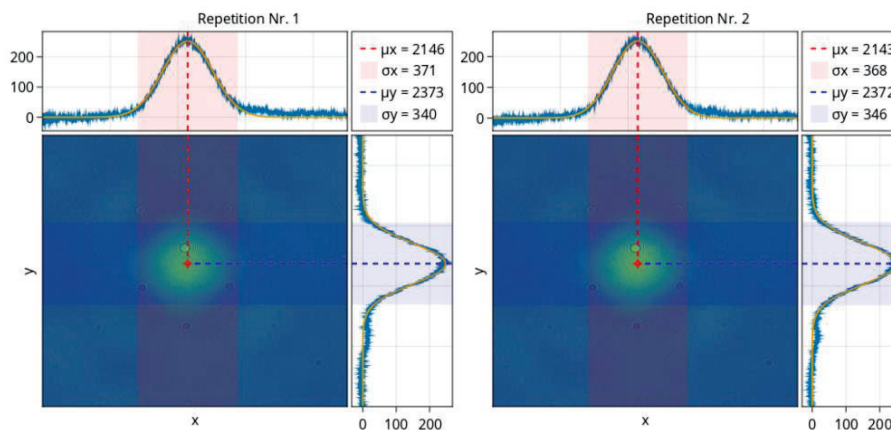 Repetition Nr. 1
200
100
0
μx = 2146
σx = 371
μy = 2373
σy = 340
y
x
0 100 200
Repetition Nr. 2
200
100
0
μx = 2143
σx = 368
μy = 2372
σy = 346
y
x
0 100 200